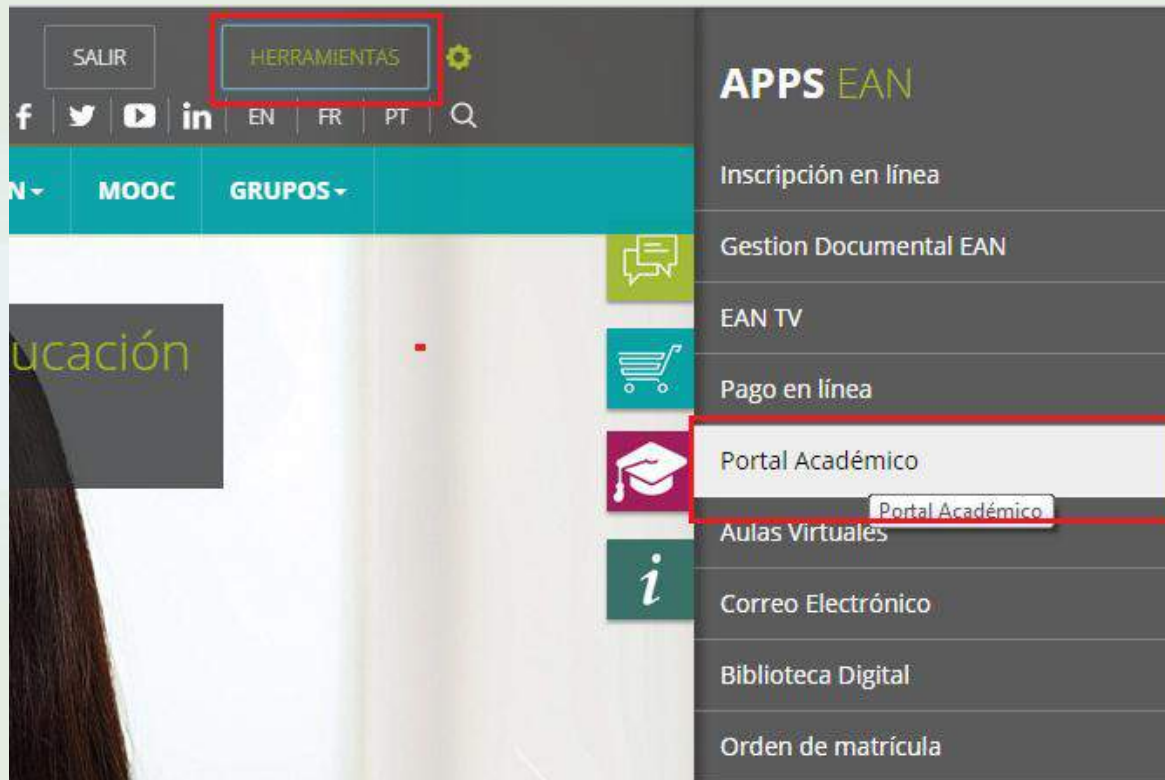 SALIR
HERRAMIENTAS
f in EN FR PT
N MOOC GRUPOS
ucación
i
APPS EAN
Inscripción en línea
Gestion Documental EAN
EAN TV
Pago en línea
Portal Académico
Portal Académico
Aulas Virtuales
Correo Electrónico
Biblioteca Digital
Orden de matrícula